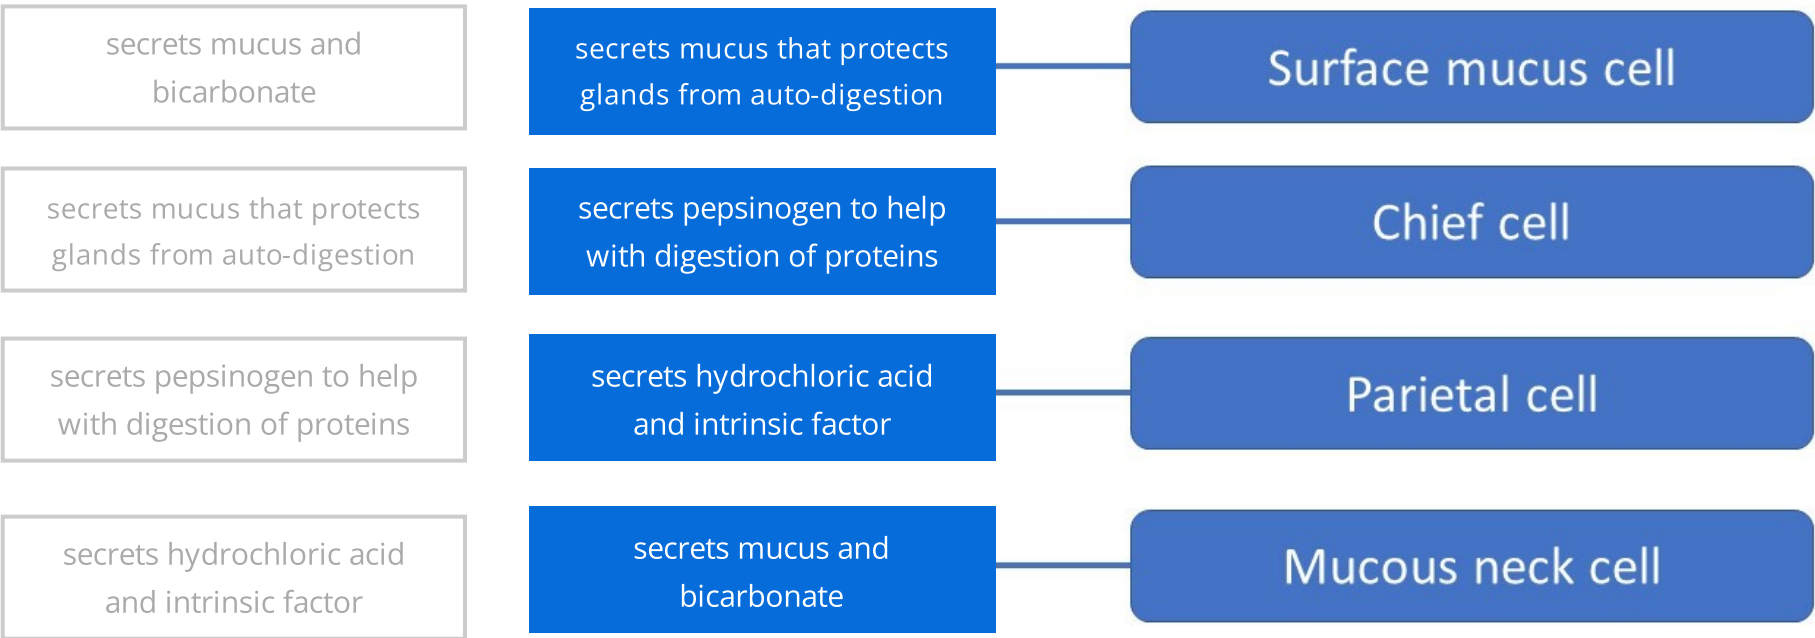 secrets mucus and
bicarbonate
secrets mucus that protects
glands from auto-digestion
Surface mucus cell
secrets mucus that protects
glands from auto-digestion
secrets pepsinogen to help
with digestion of proteins
Chief cell
secrets pepsinogen to help
with digestion of proteins
secrets hydrochloric acid
and intrinsic factor
Parietal cell
secrets hydrochloric acid
and intrinsic factor
secrets mucus and
bicarbonate
Mucous neck cell